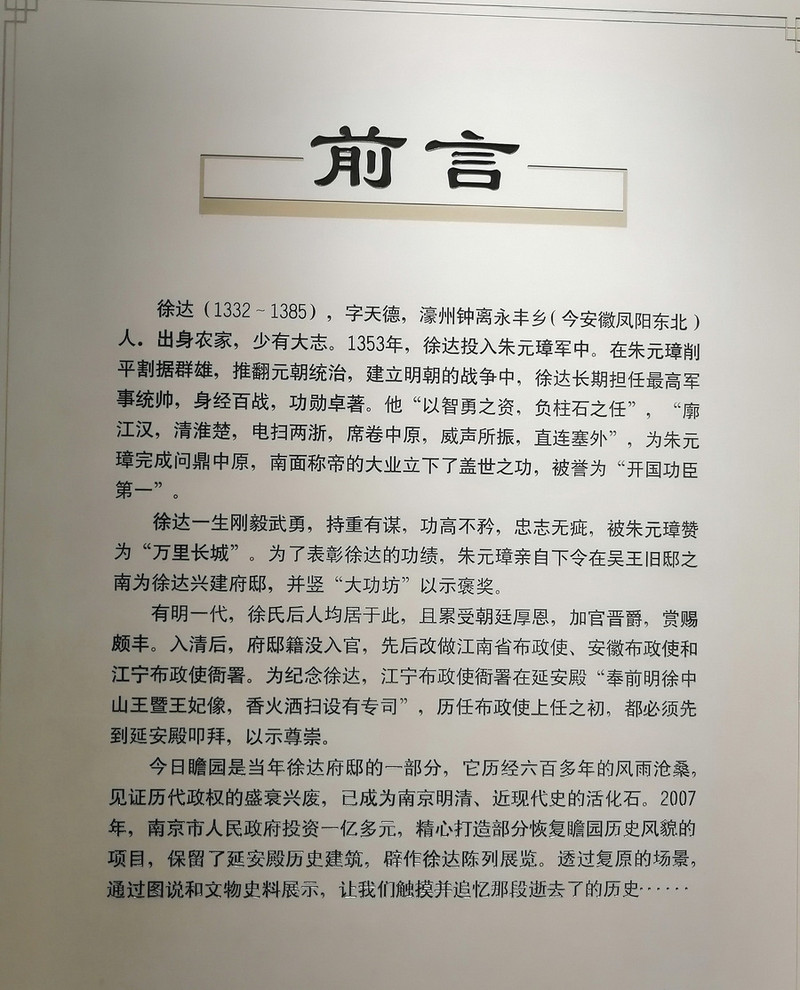 前言
徐达（1332~1385），字天德，濠州钟离永丰乡（今安徽凤阳东北）
人。出身农家，少有大志。1353年，徐达投入朱元璋军中。在朱元璋削
平割据群雄，推翻元朝统治，建立明朝的战争中，徐达长期担任最高军
事统帅，身经百战，功勋卓著。他“以智勇之资，负柱石之任”，“廓
江汉，清淮楚，电扫两浙，席卷中原，威声所振，直连塞外”，为朱元
璋完成问鼎中原，南面称帝的大业立下了盖世之功，被誉为“开国功臣
第一”。
徐达一生刚毅武勇，持重有谋，功高不矜，忠志无疵，被朱元璋赞
为“万里长城”。为了表彰徐达的功绩，朱元璋亲自下令在吴王旧邸之
南为徐达兴建府邸，并竖“大功坊”以示褒奖。
有明一代，徐氏后人均居于此，且累受朝廷厚恩，加官晋爵，赏赐
颇丰。入清后，府邸籍没入官，先后改做江南省布政使、安徽布政使和
江宁布政使衙署。为纪念徐达，江宁布政使衙署在延安殿“奉前明徐中
山王暨王妃像，香火洒扫设有专司”，历任布政使上任之初，都必须先
到延安殿叩拜，以示尊崇。
今日瞻园是当年徐达府邸的一部分，它历经六百多年的风雨沧桑，
见证历代政权的盛衰兴废，已成为南京明清、近现代史的活化石。2007
年，南京市人民政府投资一亿多元，精心打造部分恢复瞻园历史风貌的
项目，保留了延安殿历史建筑，辟作徐达陈列展览。透过复原的场景，
通过图说和文物史料展示，让我们触摸并追忆那段逝去了的历史……